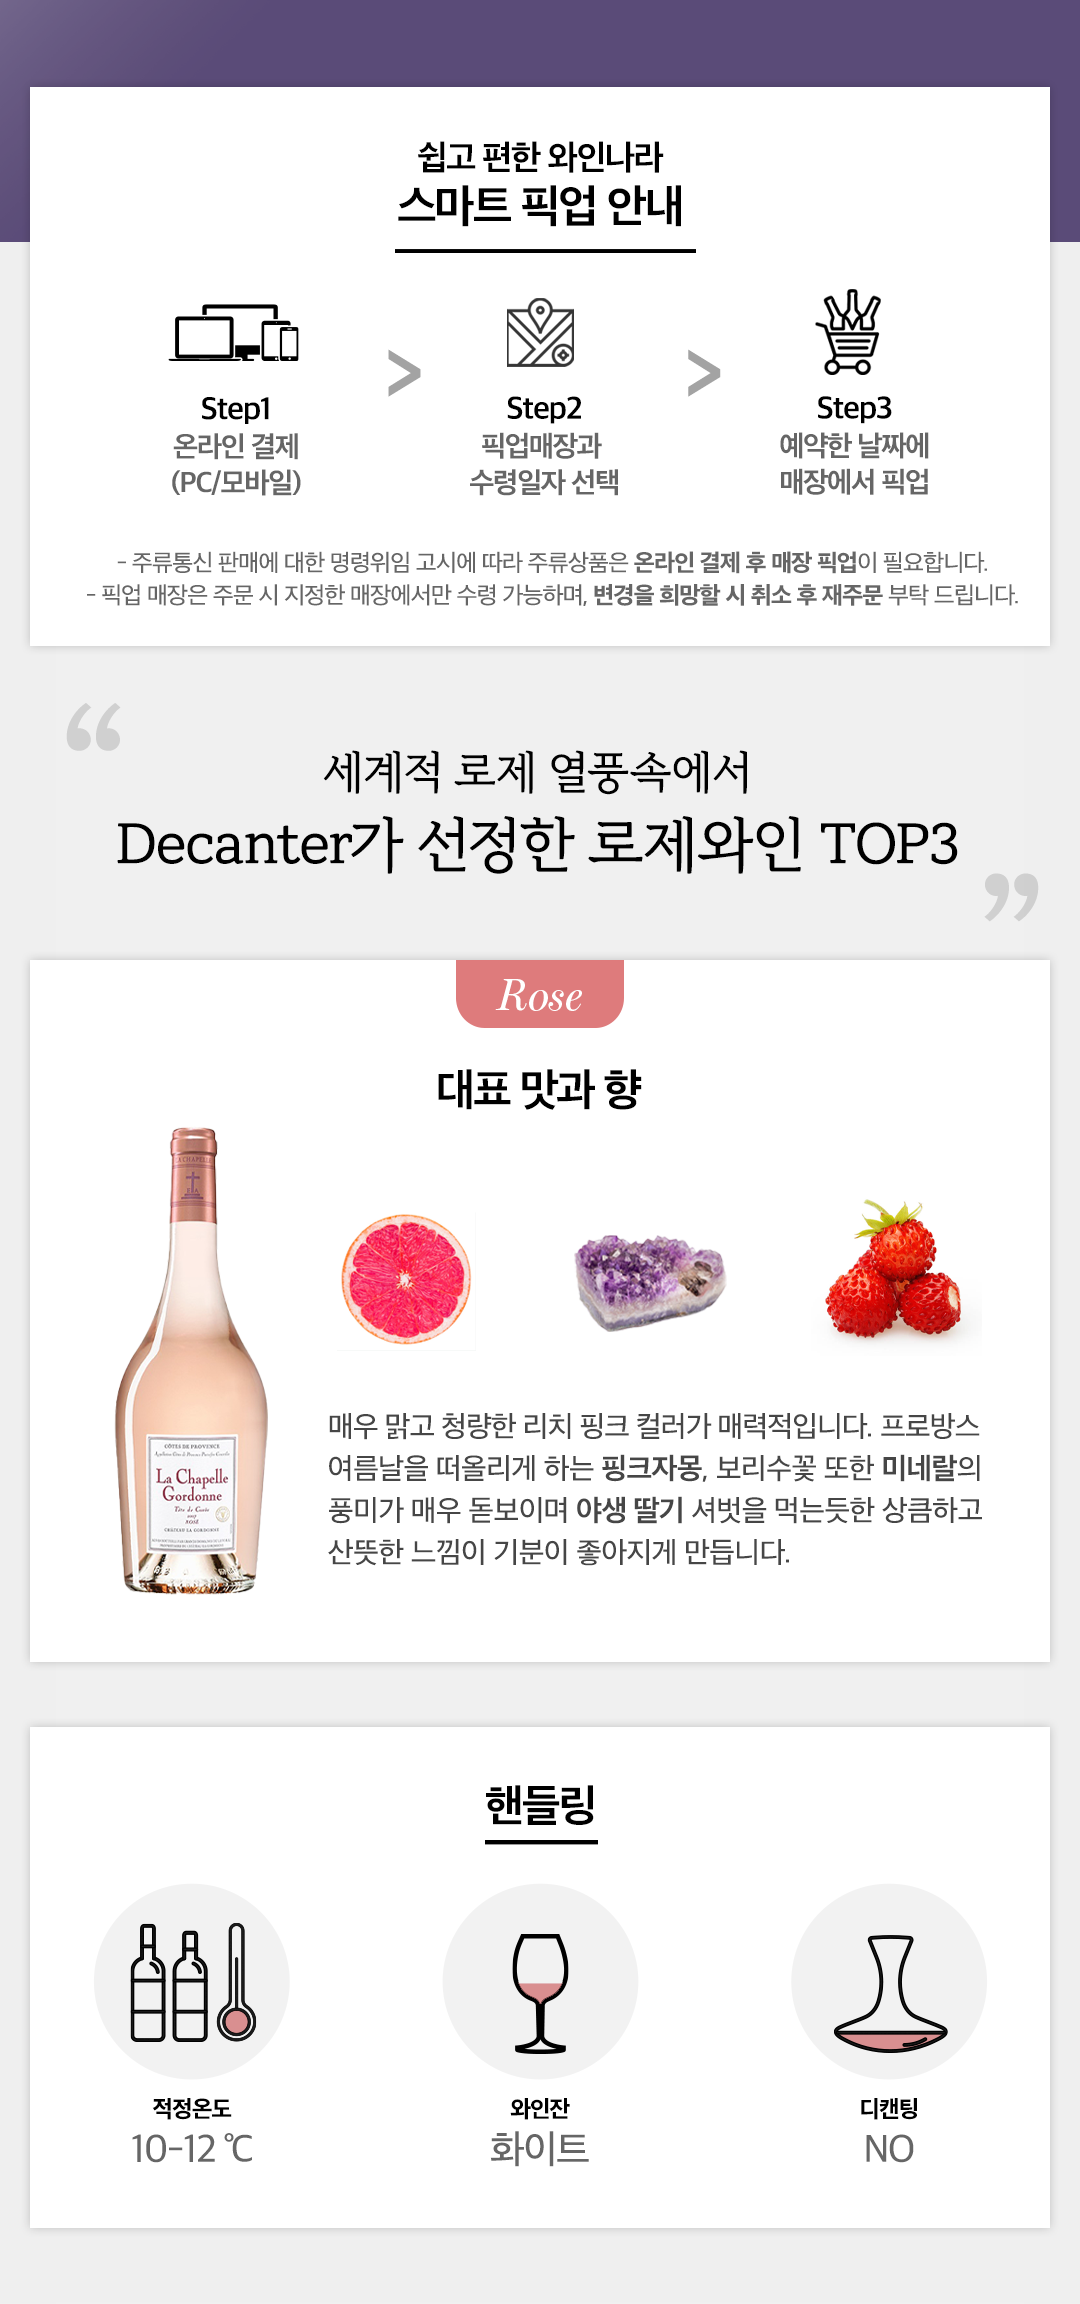 쉽고 편한 와인나라
스마트 픽업 안내
Step1
온라인 결제
(PC/모바일)
>
Step2
픽업매장과
수령일자 선택
>
Step3
예약한 날짜에
매장에서 픽업
- 주류통신 판매에 대한 명령위임 고시에 따라 주류상품은 온라인 결제 후 매장 픽업이 필요합니다.
- 픽업 매장은 주문 시 지정한 매장에서만 수령 가능하며, 변경을 희망할 시 취소 후 재주문 부탁 드립니다.
“
세계적 로제 열풍속에서
Decanter가 선정한 로제와인 TOP3
”
Rose
대표 맛과 향
LA CHAPELLE
CÔTES DE PROVENCE
La Chapelle
Gordonne
Tête de Cuvée
ROSÉ
CHÂTEAU LA GORDONNE
매우 맑고 청량한 리치 핑크 컬러가 매력적입니다. 프로방스
여름날을 떠올리게 하는 핑크자몽, 보리수꽃 또한 미네랄의
풍미가 매우 돋보이며 야생 딸기 셔벗을 먹는듯한 상큼하고
산뜻한 느낌이 기분이 좋아지게 만듭니다.
핸들링
적정온도
10-12 ℃
와인잔
화이트
디캔팅
NO